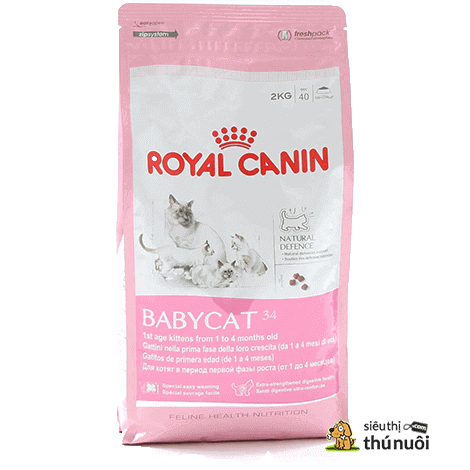 zipsystem
freshpack
2KG
40
ROYAL CANIN
NATURAL
DEFENCE
BABYCAT 34
1st age kittens from 1 to 4 months old
Gattini nella prima fase della loro crescita (da 1 a 4 mesi di età)
Gatitos de primera edad (de 1 a 4 meses)
Для котят в период первой фазы роста (от 1 до 4 месяцев)
Special easy weaning
Spécial sevrage facile
Extra-strengthened digestive
FELINE HEALTH NUTRITION
siêuthị
.com
thúnuôi